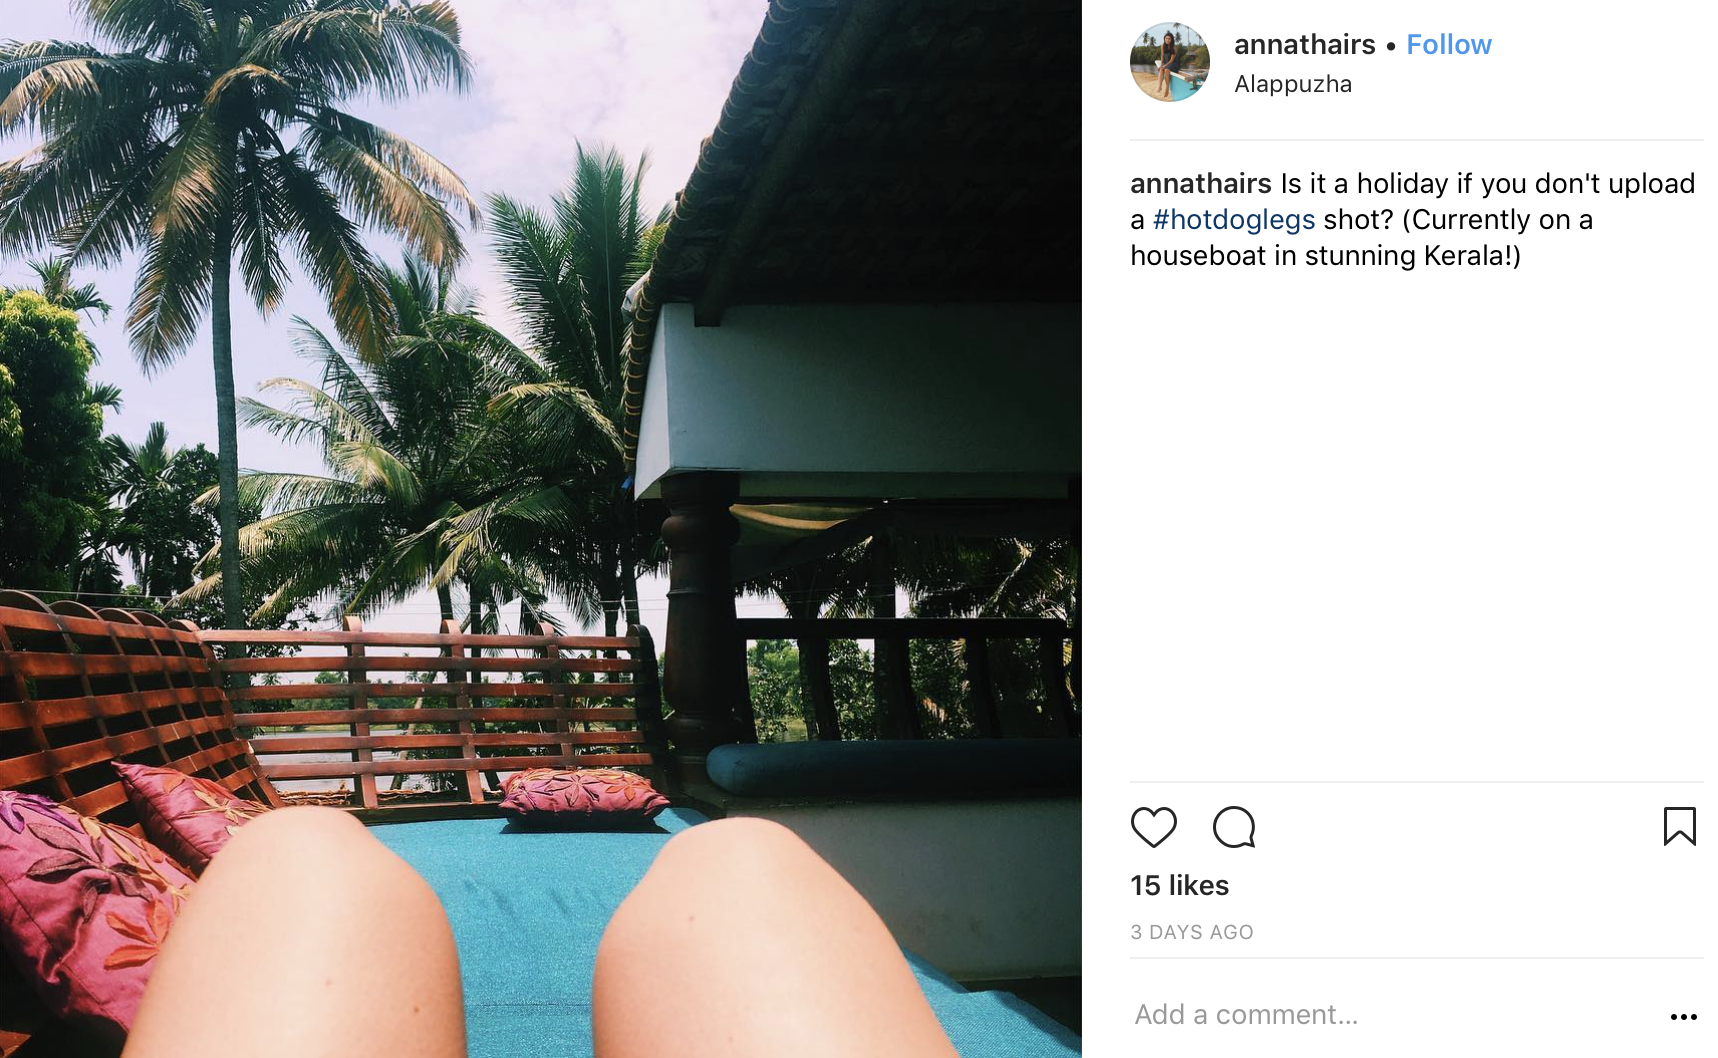 annathairs • Follow
Alappuzha
annathairs Is it a holiday if you don't upload
a #hotdoglegs shot? (Currently on a
houseboat in stunning Kerala!)
15 likes
3 DAYS AGO
Add a comment...